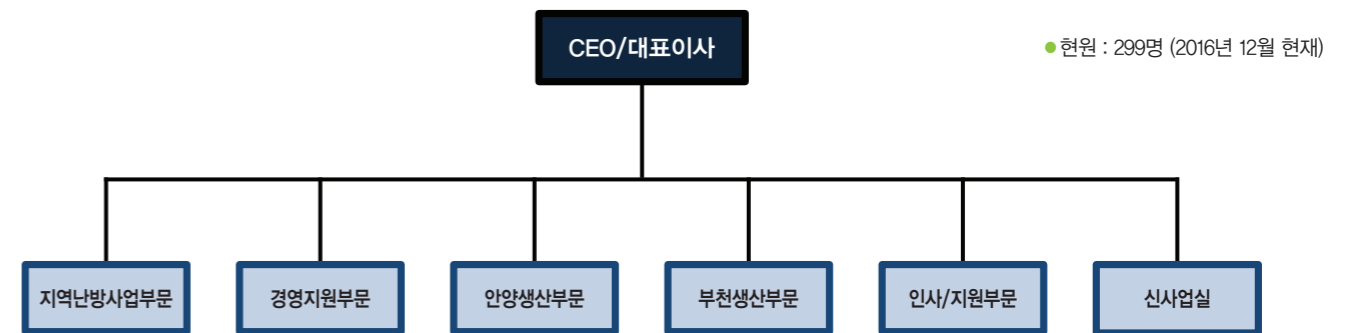 CEO/대표이사
현원 : 299명 (2016년 12월 현재)
지역난방사업부문
경영지원부문
안양생산부문
부천생산부문
인사/지원부문
신사업실